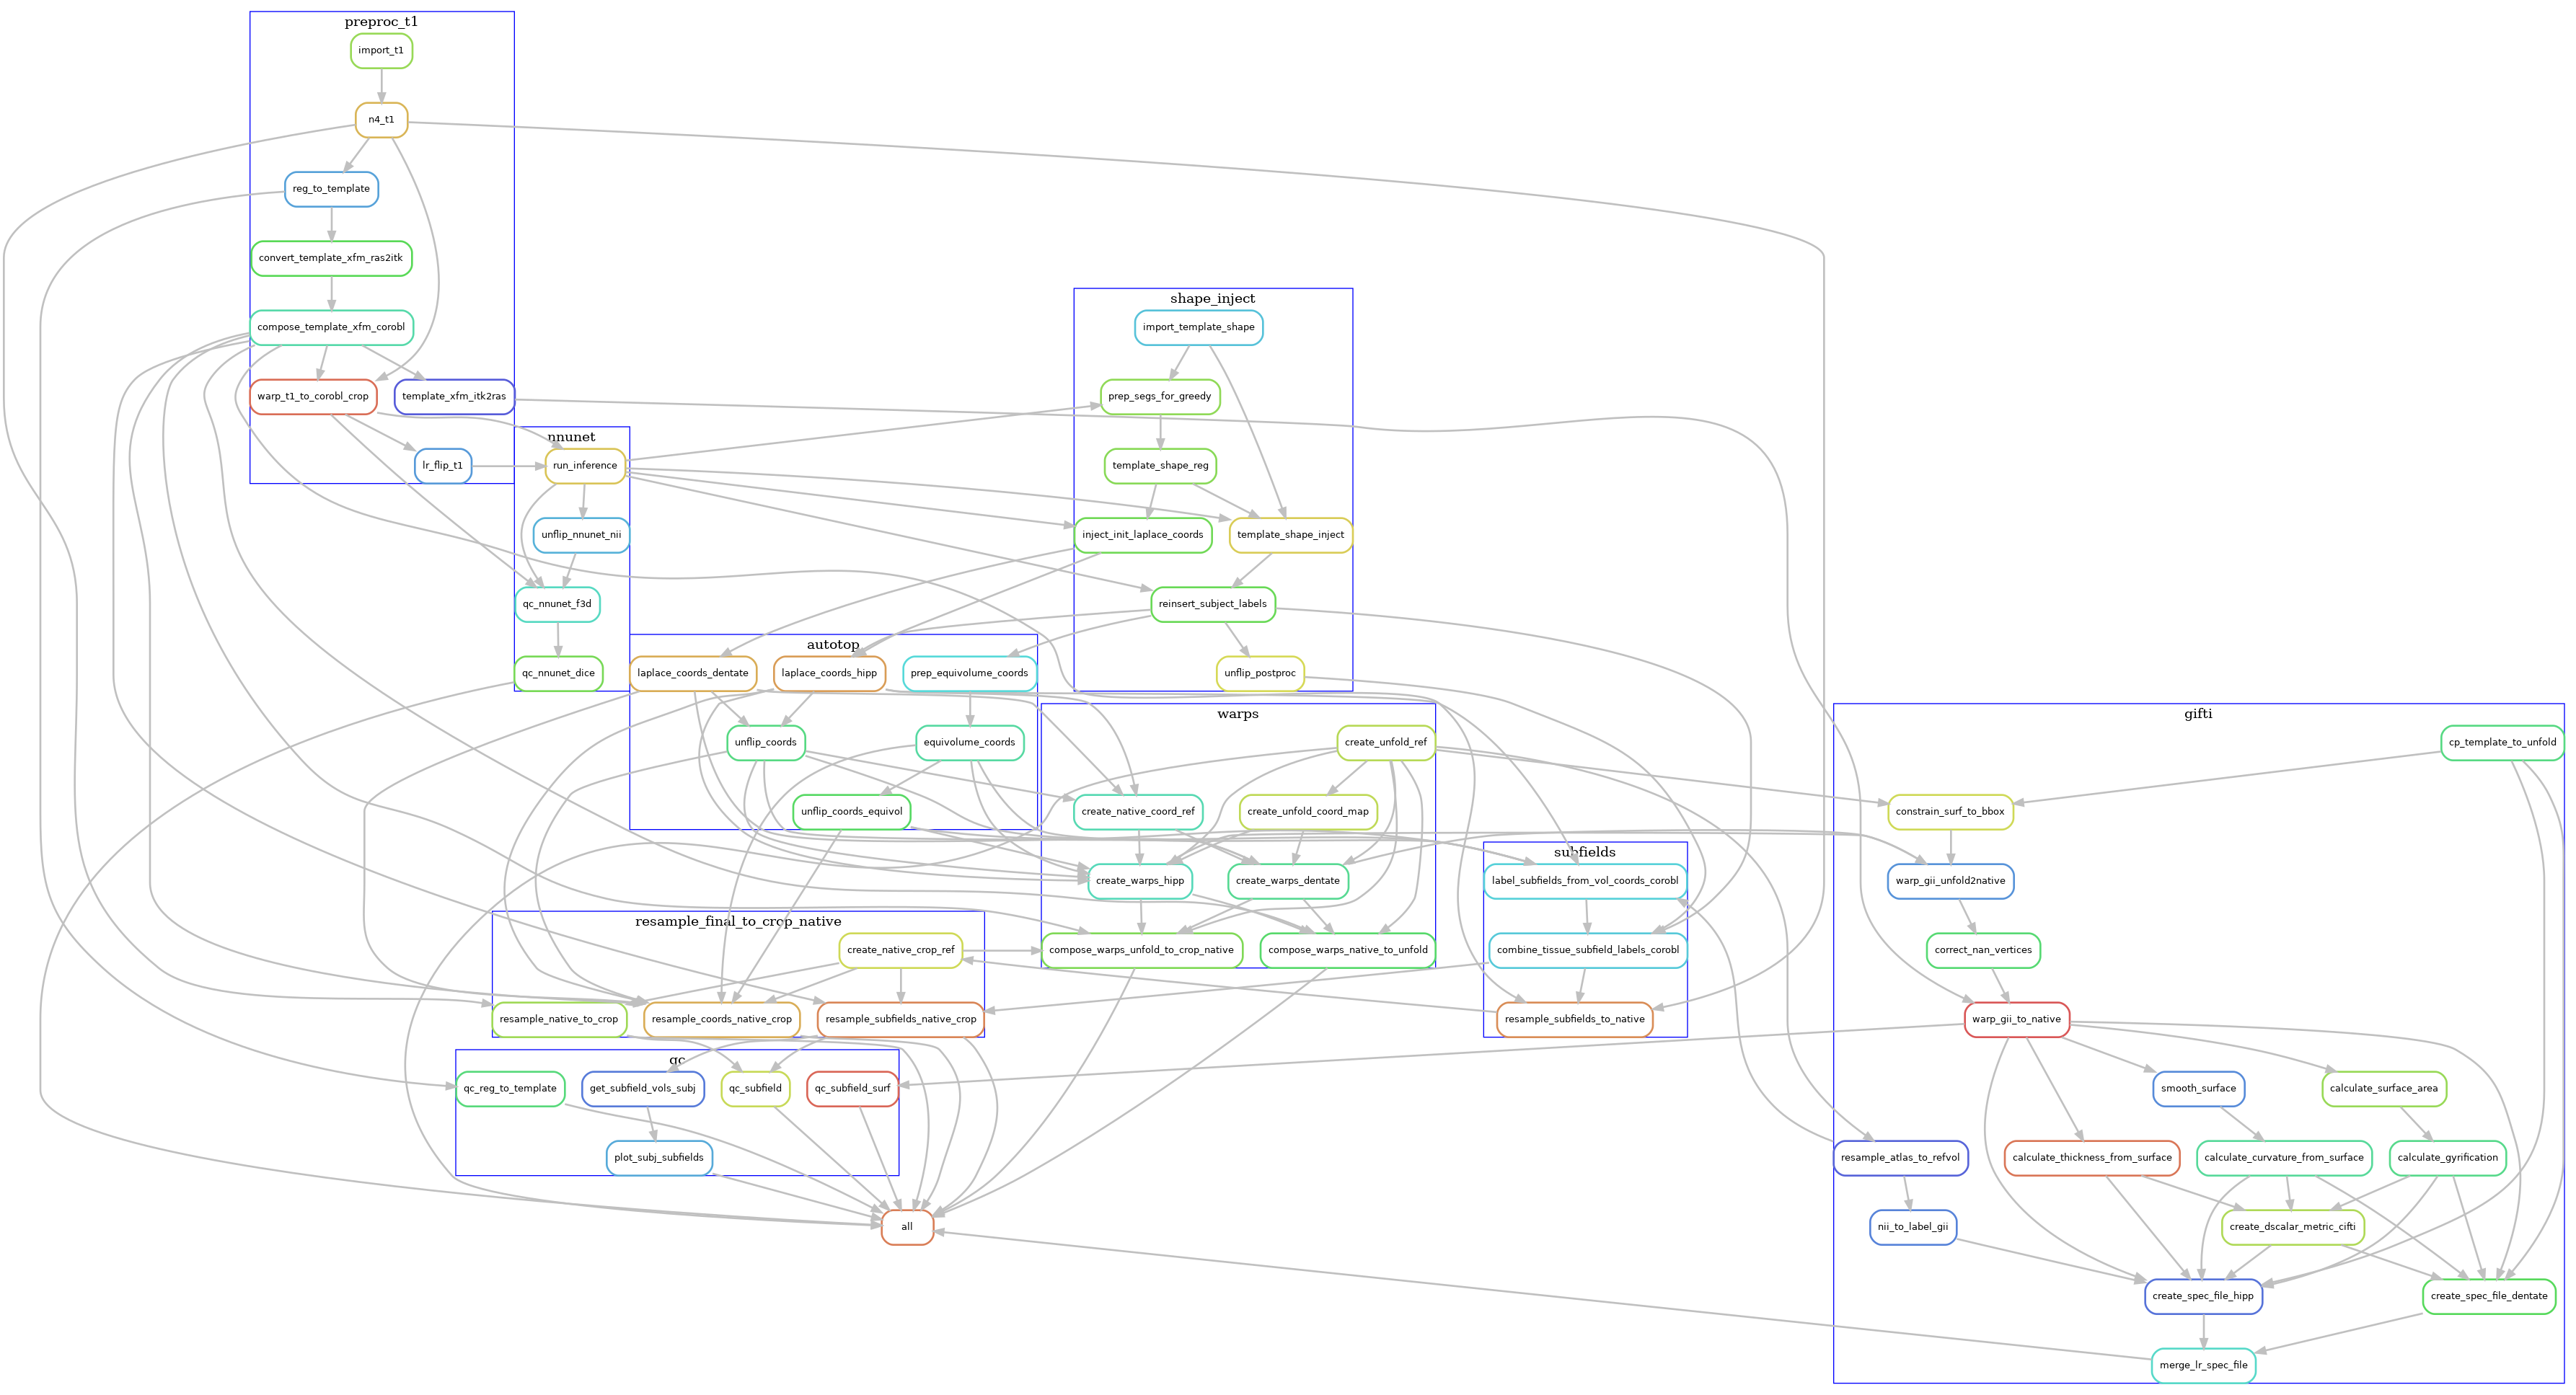 preproc_t1
import_t1
n4_t1
reg_to_template
convert_template_xfm_ras2itk
compose_template_xfm_corobl
warp_t1_to_corobl_crop
template_xfm_itk2ras
lr_flip_t1
nnunet
run_inference
unflip_nnunet_nii
qc_nnunet_f3d
qc_nnunet_dice
shape_inject
import_template_shape
prep_segs_for_greedy
template_shape_reg
inject_init_laplace_coords
template_shape_inject
reinsert_subject_labels
unflip_postproc
autotop
laplace_coords_dentate
laplace_coords_hipp
prep_equivolume_coords
unflip_coords
equivolume_coords
unflip_coords_equivol
warps
create_unfold_ref
create_native_coord_ref
create_unfold_coord_map
create_warps_hipp
create_warps_dentate
compose_warps_unfold_to_crop_native
compose_warps_native_to_unfold
subfields
label_subfields_from_vol_coords_corobl
combine_tissue_subfield_labels_corobl
resample_subfields_to_native
resample_final_to_crop_native
create_native_crop_ref
resample_native_to_crop
resample_coords_native_crop
resample_subfields_native_crop
qc
qc_reg_to_template
get_subfield_vols_subj
qc_subfield
qc_subfield_surf
plot_subj_subfields
all
gifti
cp_template_to_unfold
constrain_surf_to_bbox
warp_gii_unfold2native
correct_nan_vertices
warp_gii_to_native
smooth_surface
calculate_surface_area
resample_atlas_to_refvol
calculate_thickness_from_surface
calculate_curvature_from_surface
calculate_gyrification
nii_to_label_gii
create_dscalar_metric_cifti
create_spec_file_hipp
create_spec_file_dentate
merge_lr_spec_file